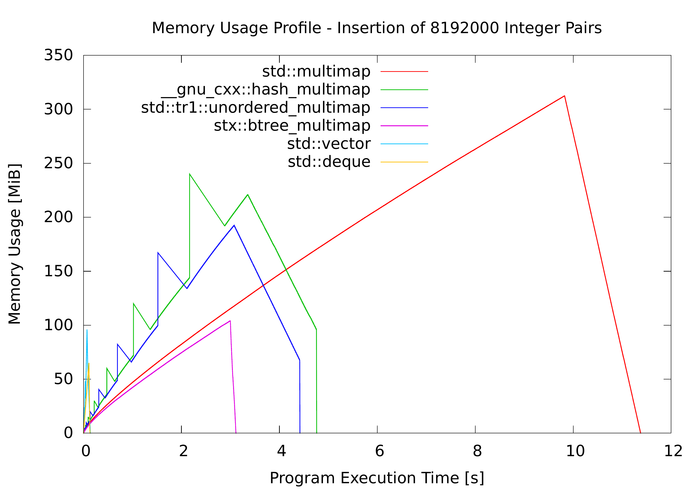 Memory Usage Profile - Insertion of 8192000 Integer Pairs
350
300
250
200
150
100
50
0
Memory Usage [MiB]
std::multimap
__gnu_cxx::hash_multimap
std::tr1::unordered_multimap
stx::btree_multimap
std::vector
std::deque
0 2 4 6 8 10 12
Program Execution Time [s]